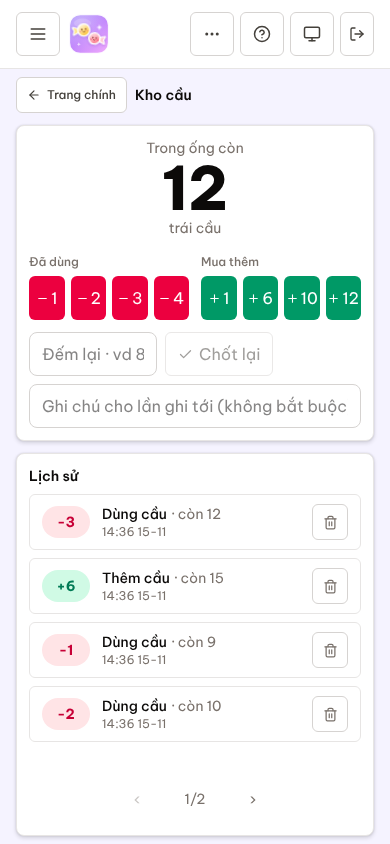 Trang chính
Kho cầu
Trong ống còn
12
trái cầu
Đã dùng
Mua thêm
− 1
− 2
− 3
− 4
+ 1
+ 6
+ 10
+ 12
Đếm lại · vd 8
Chốt lại
Ghi chú cho lần ghi tới (không bắt buộc
Lịch sử
-3
Dùng cầu · còn 12
14:36 15-11
+6
Thêm cầu · còn 15
14:36 15-11
-1
Dùng cầu · còn 9
14:36 15-11
-2
Dùng cầu · còn 10
14:36 15-11
1/2